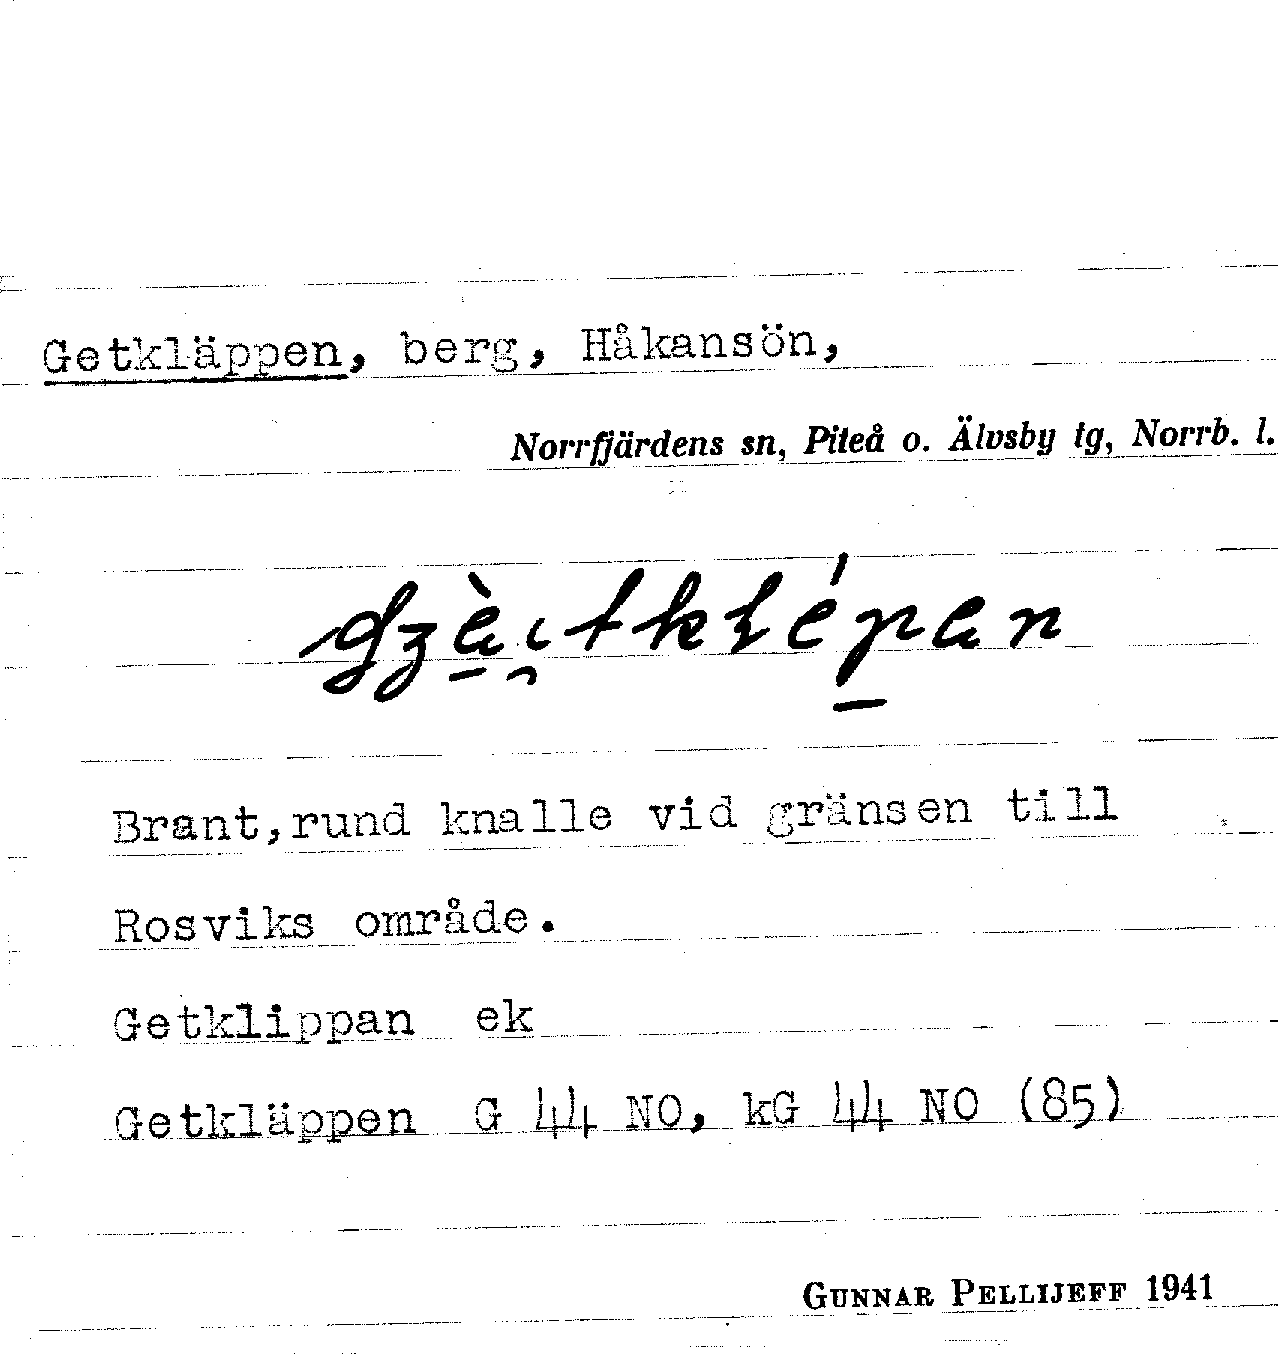 Getkläppen, berg, Håkansön,
Norrfjärdens sn, Piteå o. Älvsby tg, Norrb. l.
Brant, rund knalle vid gränsen till
Rosviks område.
Getklippan ek
Getkläppen G 44 NO, kG 44 NO (85)
GUNNAR PELLIJEFF 1941